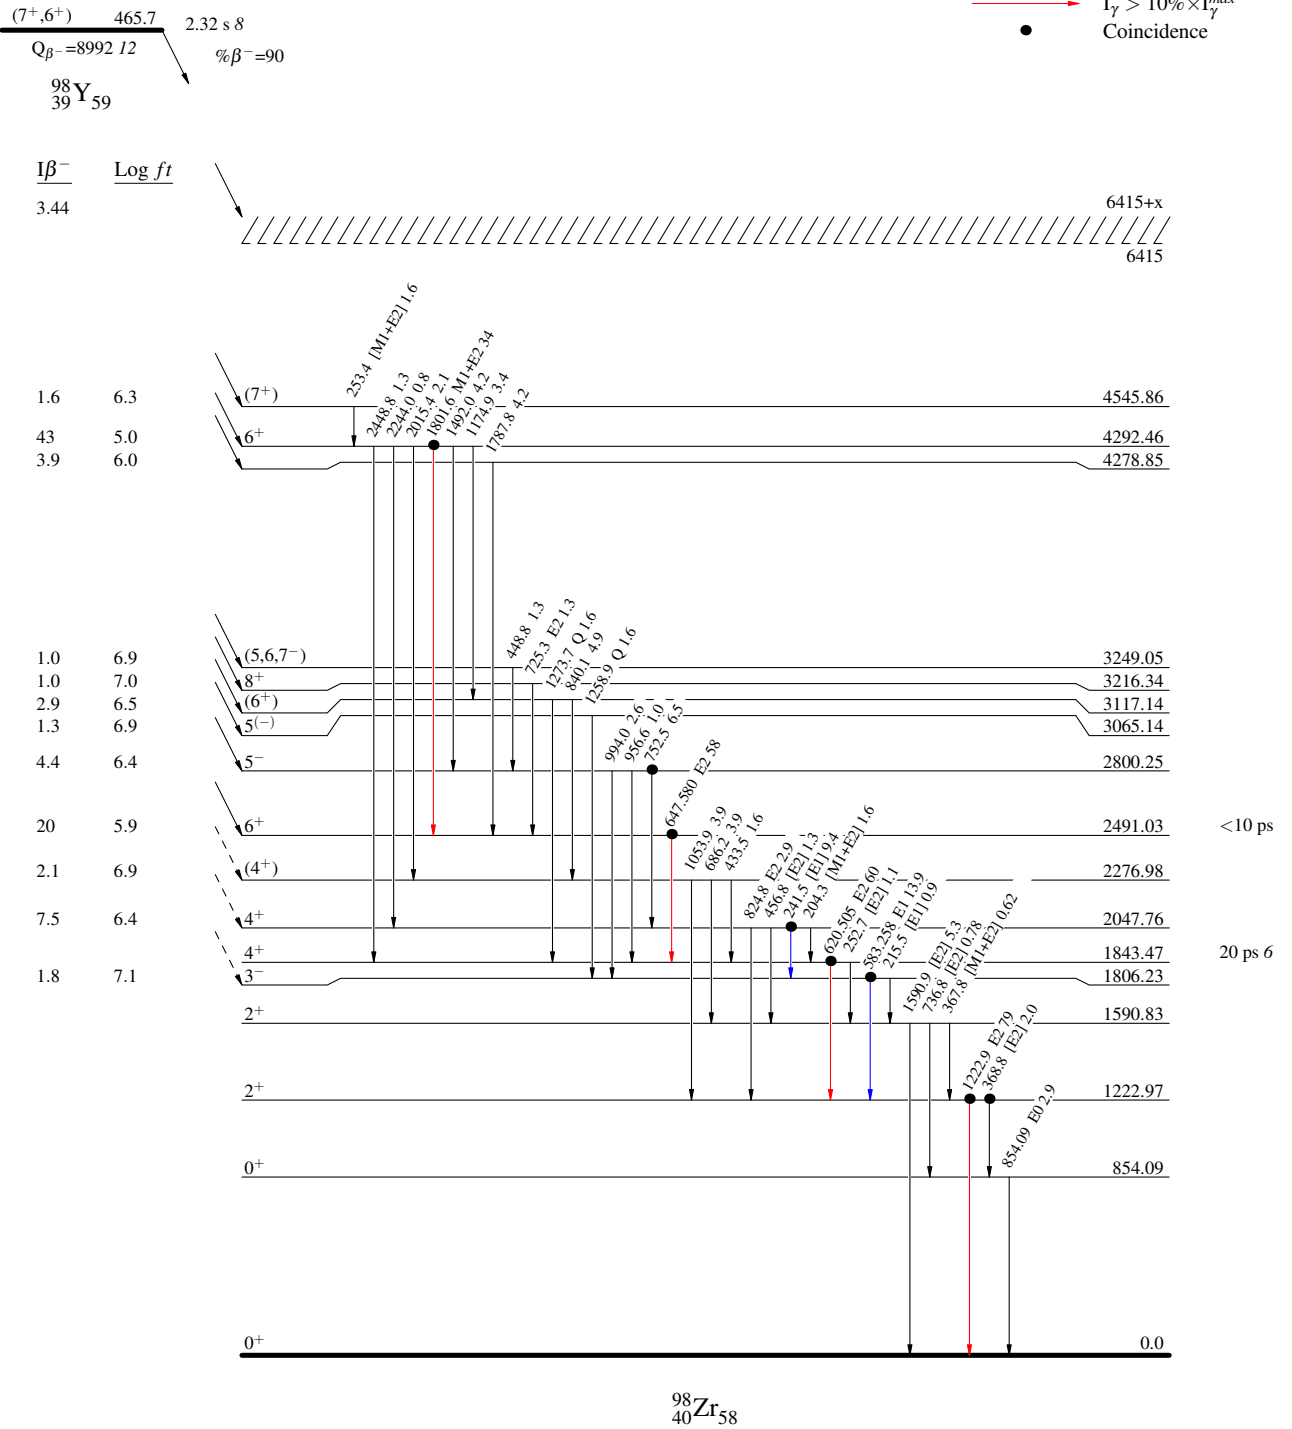 (7⁺,6⁺) 465.7 2.32 s 8
I_γ > 10%×I_γ^max
Coincidence
Q_β⁻=8992 12
%β⁻=90
⁹⁸₃₉Y₅₉
Iβ⁻ Log ft
3.44 6415+x
6415
253.4 [M1+E2] 1.6
1.6 6.3 (7⁺) 4545.86
2448.8 1.3
2244.0 0.8
2015.4 2.1
1801.6 M1+E2 34
1492.0 4.2
1174.9 3.4
43 5.0 6⁺ 4292.46
1787.8 4.2
3.9 6.0 4278.85
448.8 1.3
1.0 6.9 (5,6,7⁻) 3249.05
725.3 E2 1.3
1.0 7.0 8⁺ 3216.34
1273.7 Q 1.6
840.1 4.9
2.9 6.5 (6⁺) 3117.14
1258.9 Q 1.6
1.3 6.9 5⁽⁻⁾ 3065.14
994.0 2.6
956.6 1.0
752.5 6.5
4.4 6.4 5⁻ 2800.25
647.580 E2 58
20 5.9 6⁺ 2491.03 <10 ps
1053.9 3.9
686.2 3.9
433.5 1.6
2.1 6.9 (4⁺) 2276.98
824.8 E2 2.9
456.8 [E2] 1.3
241.5 [E1] 9.4
204.3 [M1+E2] 1.6
7.5 6.4 4⁺ 2047.76
620.505 E2 60
252.7 [E2] 1.1
4⁺ 1843.47 20 ps 6
583.258 E1 13.9
215.5 [E1] 0.9
1.8 7.1 3⁻ 1806.23
1590.9 [E2] 5.3
736.8 [E2] 0.78
367.8 [M1+E2] 0.62
2⁺ 1590.83
1222.9 E2 79
368.8 [E2] 2.0
2⁺ 1222.97
854.09 E0 2.9
0⁺ 854.09
0⁺ 0.0
⁹⁸₄₀Zr₅₈